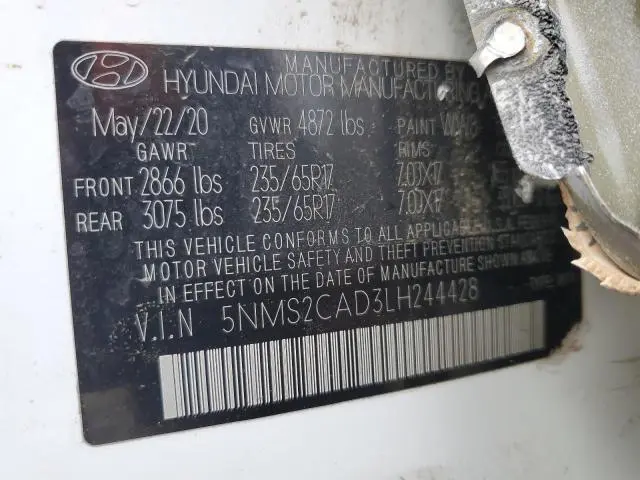 MANUFACTURED BY
HYUNDAI MOTOR MANUFACTURING
May/22/20 GVWR 4872 lbs PAINT
GAWR TIRES RIMS
FRONT 2866 lbs 235/65R17 7.00X17
REAR 3075 lbs 235/65R17 7.00X17
THIS VEHICLE CONFORMS TO ALL APPLICABLE
MOTOR VEHICLE SAFETY AND THEFT PREVENTION
IN EFFECT ON THE DATE OF MANUFACTURE SHOWN
V.I.N 5NMS2CAD3LH244428